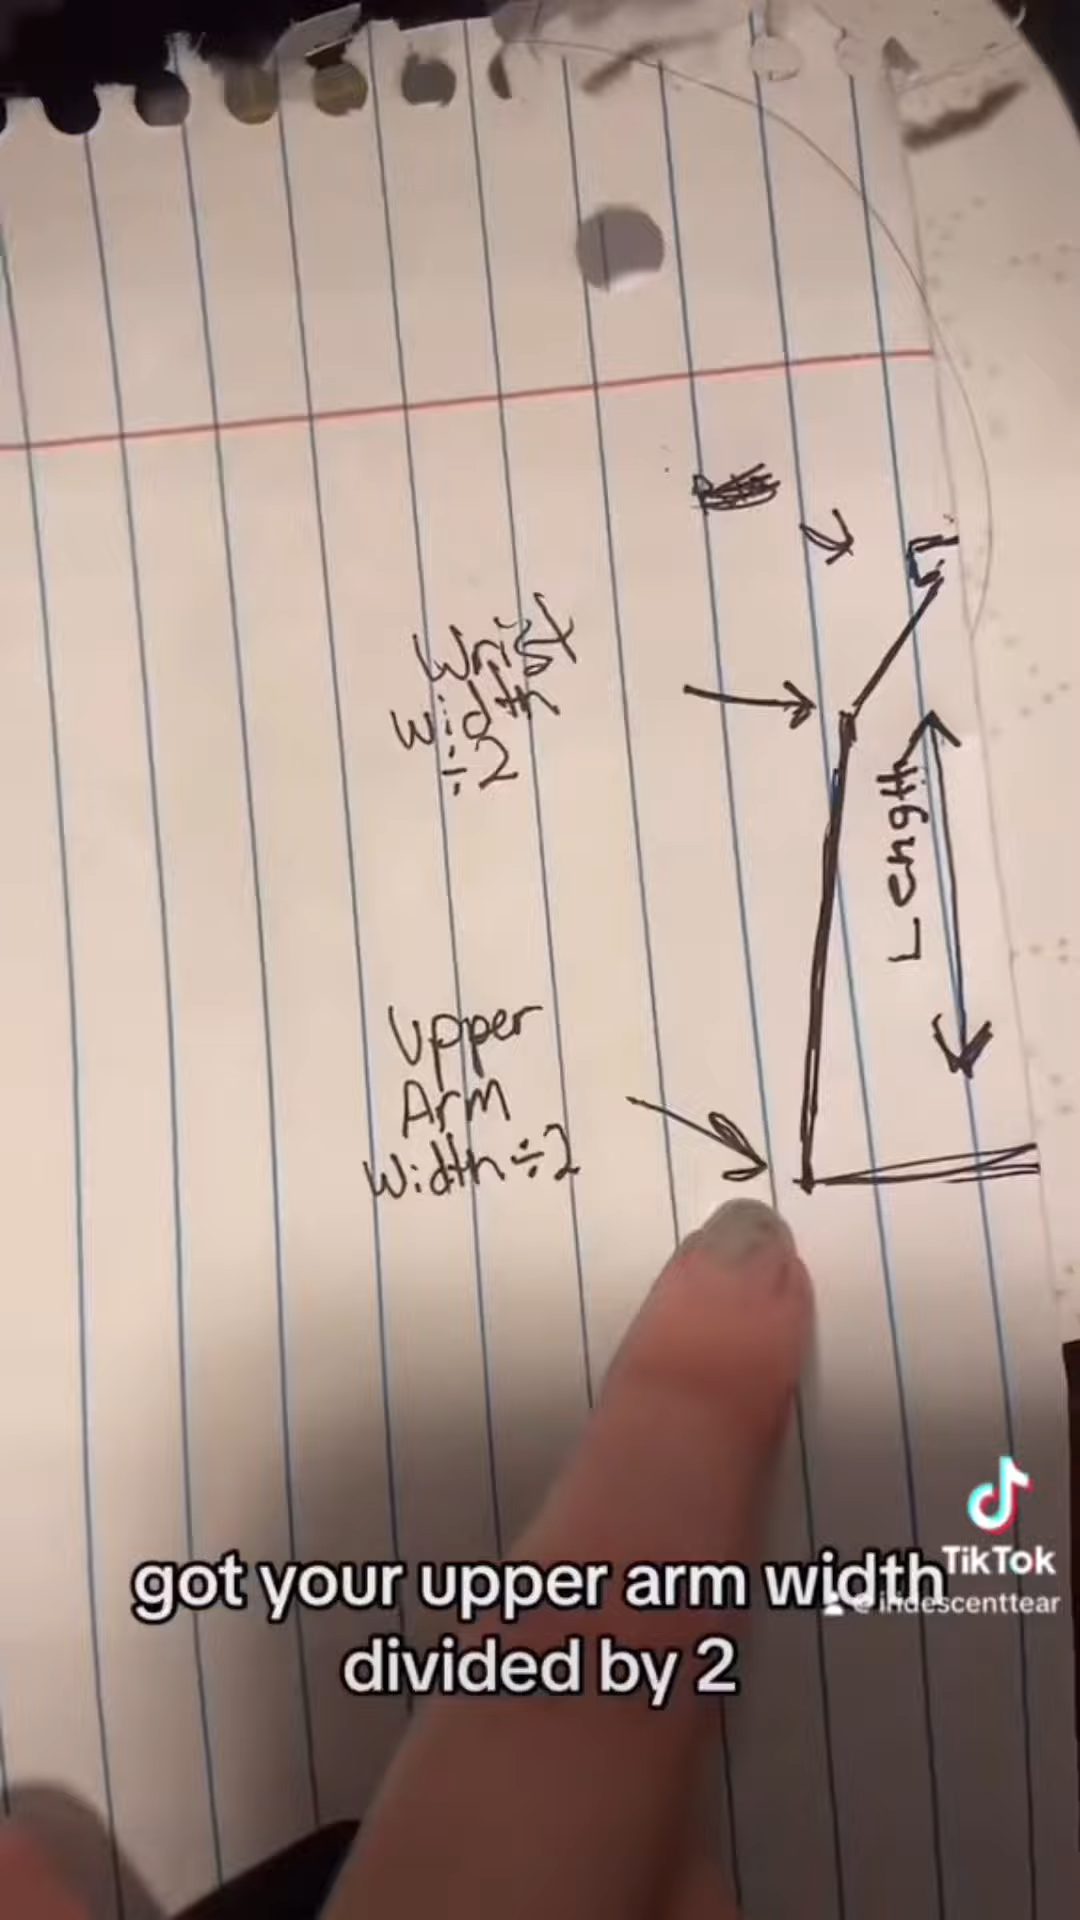 Wrist
Width
÷2
Length
Upper
Arm
Width÷2
got your upper arm width
divided by 2
TikTok
@iridescenttear